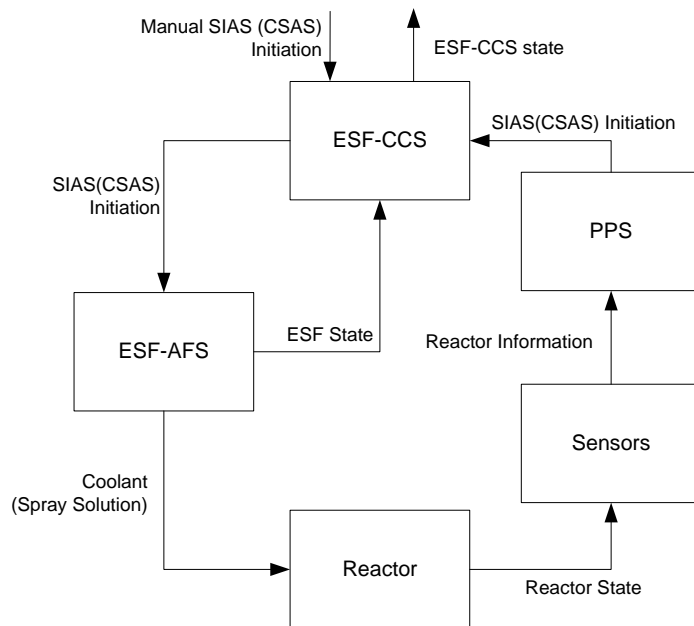 Manual SIAS (CSAS)
Initiation
ESF-CCS state
ESF-CCS
SIAS(CSAS) Initiation
SIAS(CSAS)
Initiation
PPS
ESF-AFS
ESF State
Reactor Information
Sensors
Coolant
(Spray Solution)
Reactor
Reactor State